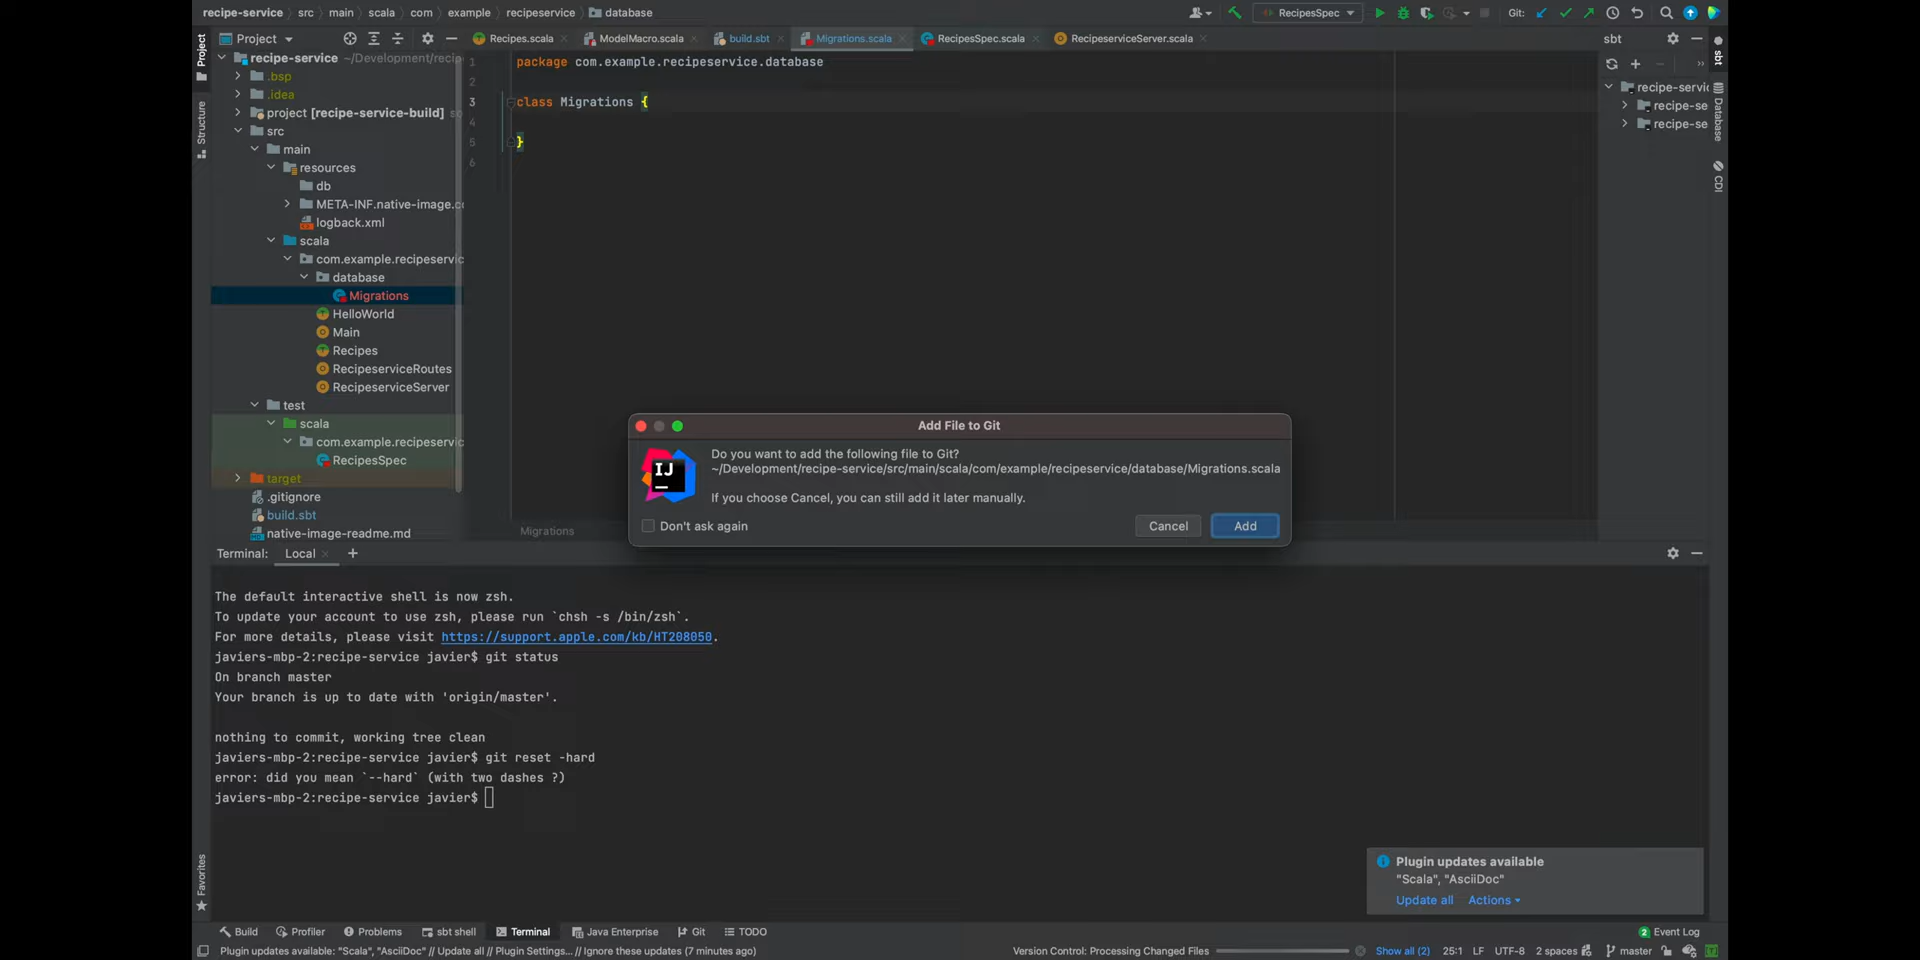 recipe-service src main scala com example recipeservice database
RecipesSpec
Git:
Project
Recipes.scala
ModelMacro.scala
build.sbt
Migrations.scala
RecipesSpec.scala
RecipeserviceServer.scala
sbt
Project
Structure
Favorites
sbt
Database
CDI
recipe-service ~/Development/recip
.bsp
.idea
project [recipe-service-build]
src
main
resources
db
META-INF.native-image.c
logback.xml
scala
com.example.recipeservic
database
Migrations
HelloWorld
Main
Recipes
RecipeserviceRoutes
RecipeserviceServer
test
scala
com.example.recipeservic
RecipesSpec
target
.gitignore
build.sbt
native-image-readme.md
1 package com.example.recipeservice.database
2
3 class Migrations {
4
5 }
6
Migrations
recipe-servic
recipe-se
recipe-se
Add File to Git
IJ
Do you want to add the following file to Git?
~/Development/recipe-service/src/main/scala/com/example/recipeservice/database/Migrations.scala
If you choose Cancel, you can still add it later manually.
Don't ask again
Cancel
Add
Terminal: Local
The default interactive shell is now zsh.
To update your account to use zsh, please run `chsh -s /bin/zsh`.
For more details, please visit https://support.apple.com/kb/HT208050.
javiers-mbp-2:recipe-service javier$ git status
On branch master
Your branch is up to date with 'origin/master'.
nothing to commit, working tree clean
javiers-mbp-2:recipe-service javier$ git reset -hard
error: did you mean `--hard` (with two dashes ?)
javiers-mbp-2:recipe-service javier$
Plugin updates available
"Scala", "AsciiDoc"
Update all Actions
Build Profiler Problems sbt shell Terminal Java Enterprise Git TODO
2 Event Log
Plugin updates available: "Scala", "AsciiDoc" // Update all // Plugin Settings... // Ignore these updates (7 minutes ago)
Version Control: Processing Changed Files
Show all (2) 25:1 LF UTF-8 2 spaces master